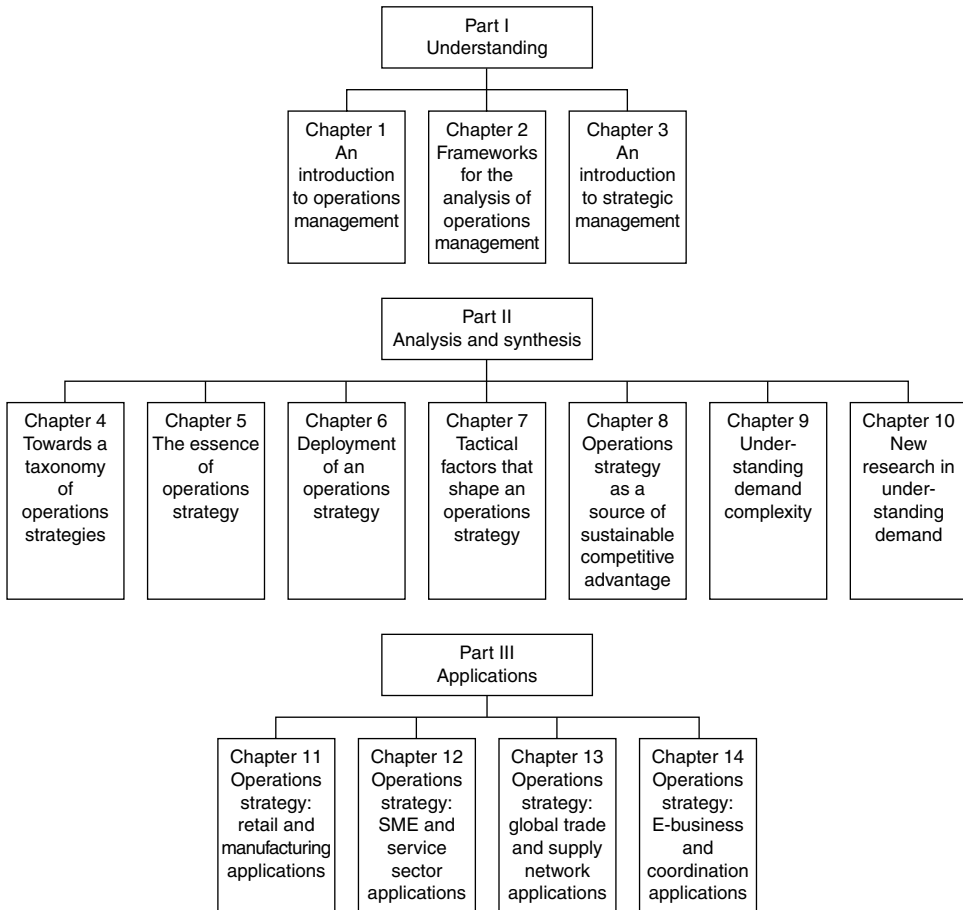 Part I
Understanding
Chapter 1
An
introduction
to operations
management
Chapter 2
Frameworks
for the
analysis of
operations
management
Chapter 3
An
introduction
to strategic
management
Part II
Analysis and synthesis
Chapter 4
Towards a
taxonomy
of
operations
strategies
Chapter 5
The essence
of
operations
strategy
Chapter 6
Deployment
of an
operations
strategy
Chapter 7
Tactical
factors that
shape an
operations
strategy
Chapter 8
Operations
strategy
as a
source of
sustainable
competitive
advantage
Chapter 9
Under-
standing
demand
complexity
Chapter 10
New
research in
under-
standing
demand
Part III
Applications
Chapter 11
Operations
strategy:
retail and
manufacturing
applications
Chapter 12
Operations
strategy:
SME and
service
sector
applications
Chapter 13
Operations
strategy:
global trade
and supply
network
applications
Chapter 14
Operations
strategy:
E-business
and
coordination
applications